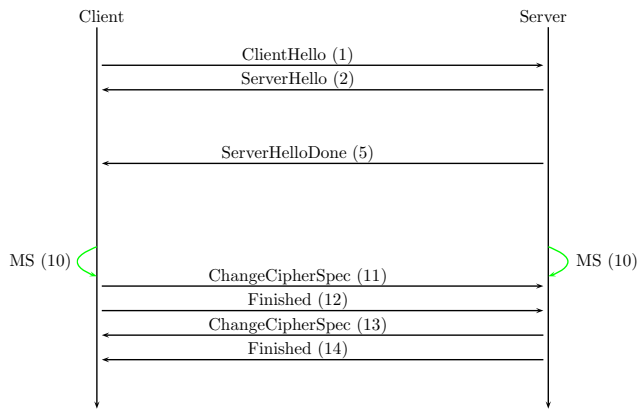 Client
Server
ClientHello (1)
ServerHello (2)
ServerHelloDone (5)
MS (10)
MS (10)
ChangeCipherSpec (11)
Finished (12)
ChangeCipherSpec (13)
Finished (14)